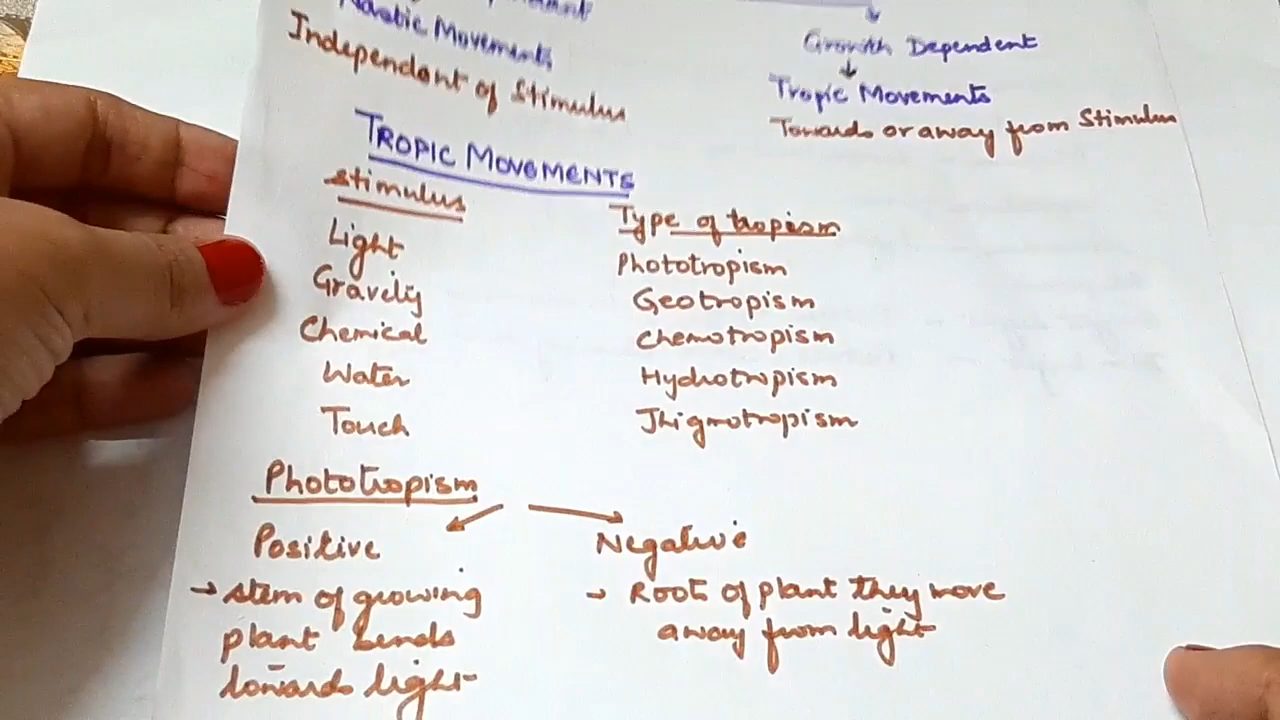 Nastic Movements
Independent of Stimulus
Growth Dependent
Tropic Movements
Towards or away from Stimulus
TROPIC MOVEMENTS
Stimulus
Type of tropism
Light
Phototropism
Gravity
Geotropism
Chemical
Chemotropism
Water
Hydrotropism
Touch
Thigmotropism
Phototropism
Positive
Negative
→ stem of growing
plant bends
towards light
→ Root of plant they move
away from light